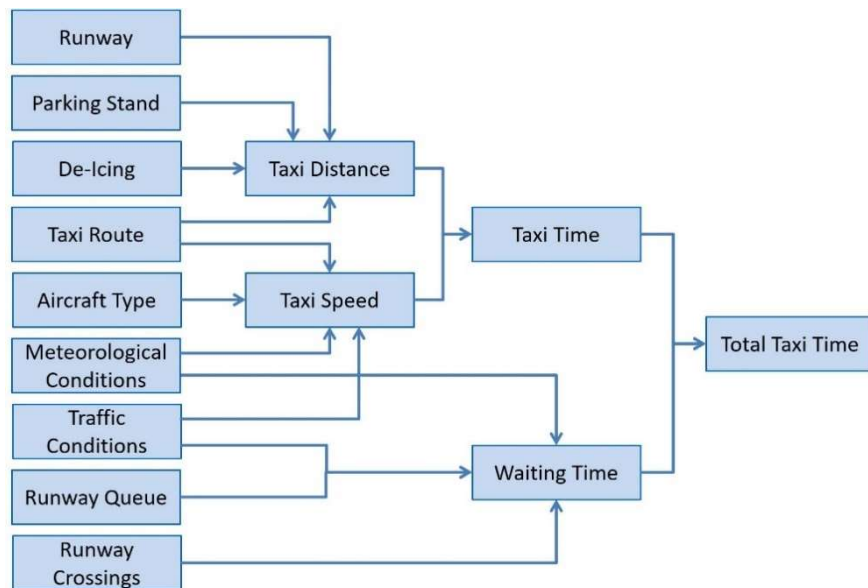 Runway
Parking Stand
De-Icing
Taxi Distance
Taxi Route
Taxi Time
Aircraft Type
Taxi Speed
Meteorological
Conditions
Total Taxi Time
Traffic
Conditions
Waiting Time
Runway Queue
Runway
Crossings